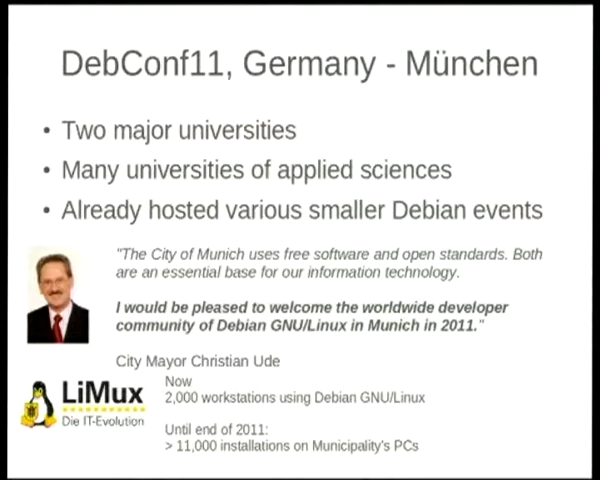 DebConf11, Germany - München
• Two major universities
• Many universities of applied sciences
• Already hosted various smaller Debian events
"The City of Munich uses free software and open standards. Both
are an essential base for our information technology.
I would be pleased to welcome the worldwide developer
community of Debian GNU/Linux in Munich in 2011."
City Mayor Christian Ude
LiMux
Die IT-Evolution
Now
2,000 workstations using Debian GNU/Linux
Until end of 2011:
> 11,000 installations on Municipality's PCs